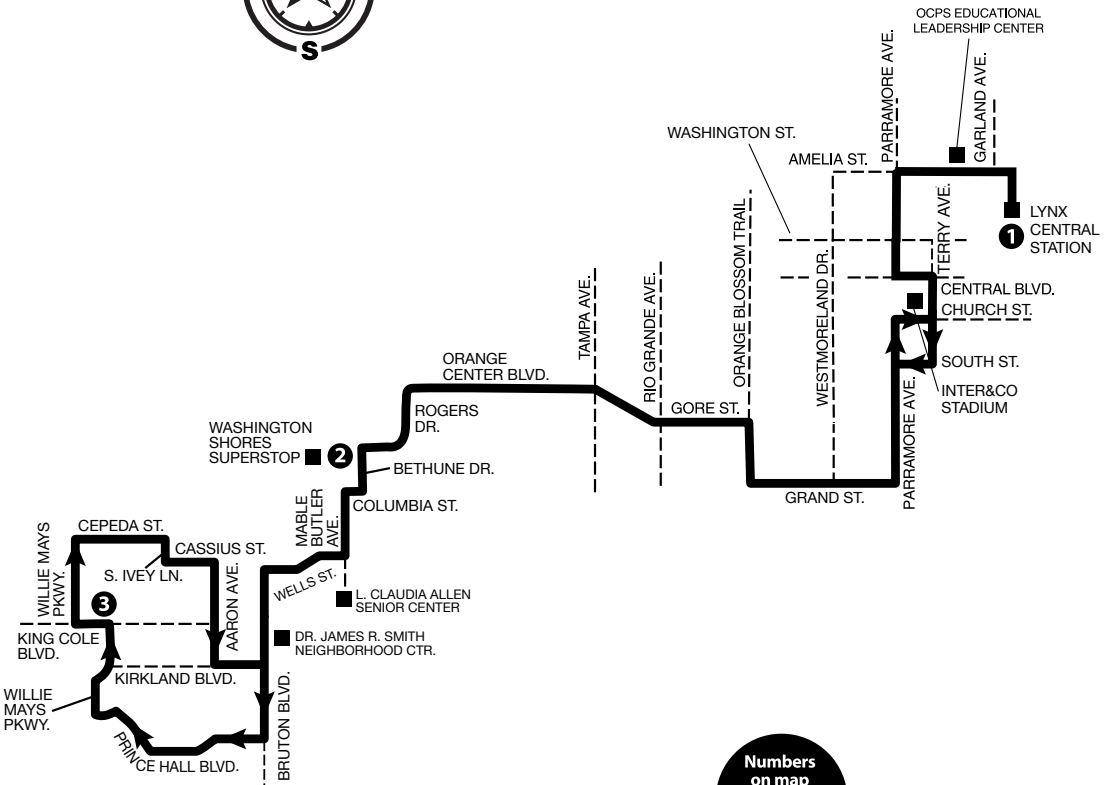 S
OCPS EDUCATIONAL
LEADERSHIP CENTER
PARRAMORE AVE.
GARLAND AVE.
WASHINGTON ST.
AMELIA ST.
LYNX
1 CENTRAL
STATION
TERRY AVE.
ORANGE BLOSSOM TRAIL
WESTMORELAND DR.
CENTRAL BLVD.
CHURCH ST.
TAMPA AVE.
RIO GRANDE AVE.
SOUTH ST.
ORANGE
CENTER BLVD.
INTER&CO
STADIUM
PARRAMORE AVE.
GORE ST.
ROGERS
DR.
WASHINGTON
SHORES
SUPERSTOP 2
BETHUNE DR.
GRAND ST.
COLUMBIA ST.
MABLE
BUTLER
AVE.
CEPEDA ST.
CASSIUS ST.
WILLIE MAYS
PKWY.
S. IVEY LN.
AARON AVE.
WELLS ST.
L. CLAUDIA ALLEN
SENIOR CENTER
3
KING COLE
BLVD.
DR. JAMES R. SMITH
NEIGHBORHOOD CTR.
KIRKLAND BLVD.
WILLIE
MAYS
PKWY.
BRUTON BLVD.
PRINCE HALL BLVD.
Numbers
on map